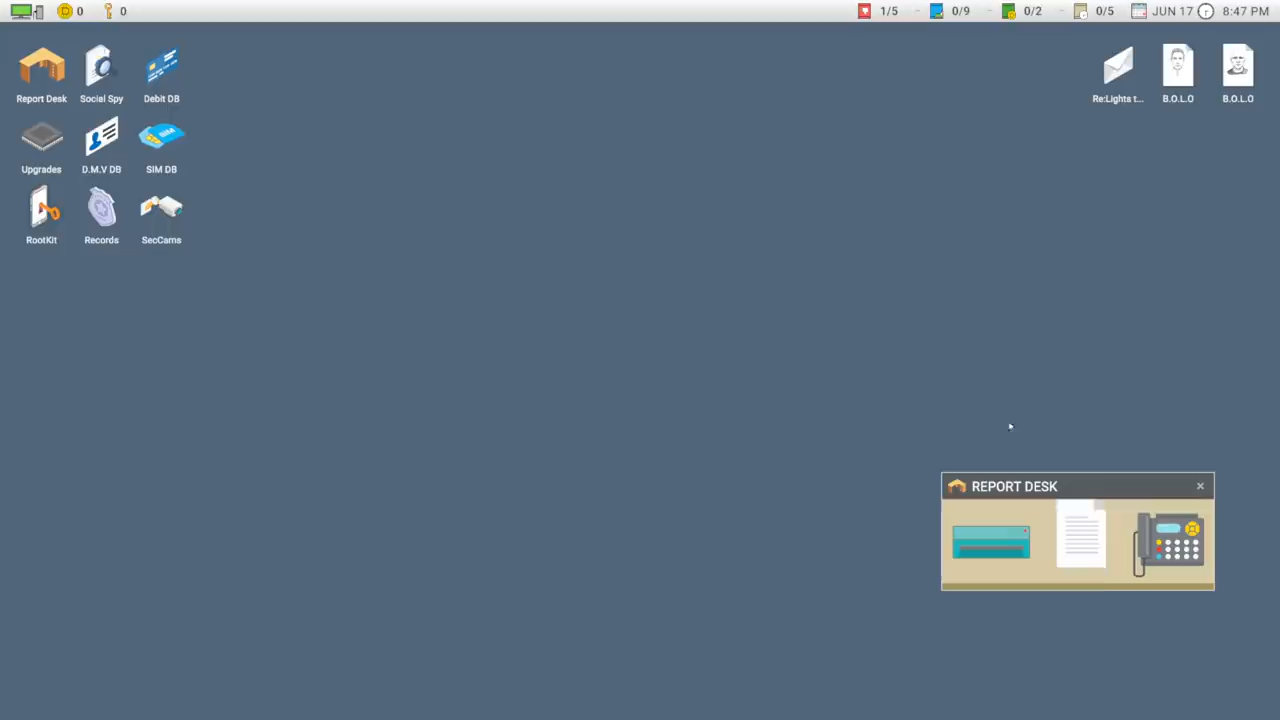 0 0 1/5 0/9 0/2 0/5 JUN 17 8:47 PM
Report Desk Social Spy Debit DB Re:Lights t... B.O.L.O B.O.L.O
Upgrades D.M.V DB SIM DB
RootKit Records SecCams
REPORT DESK